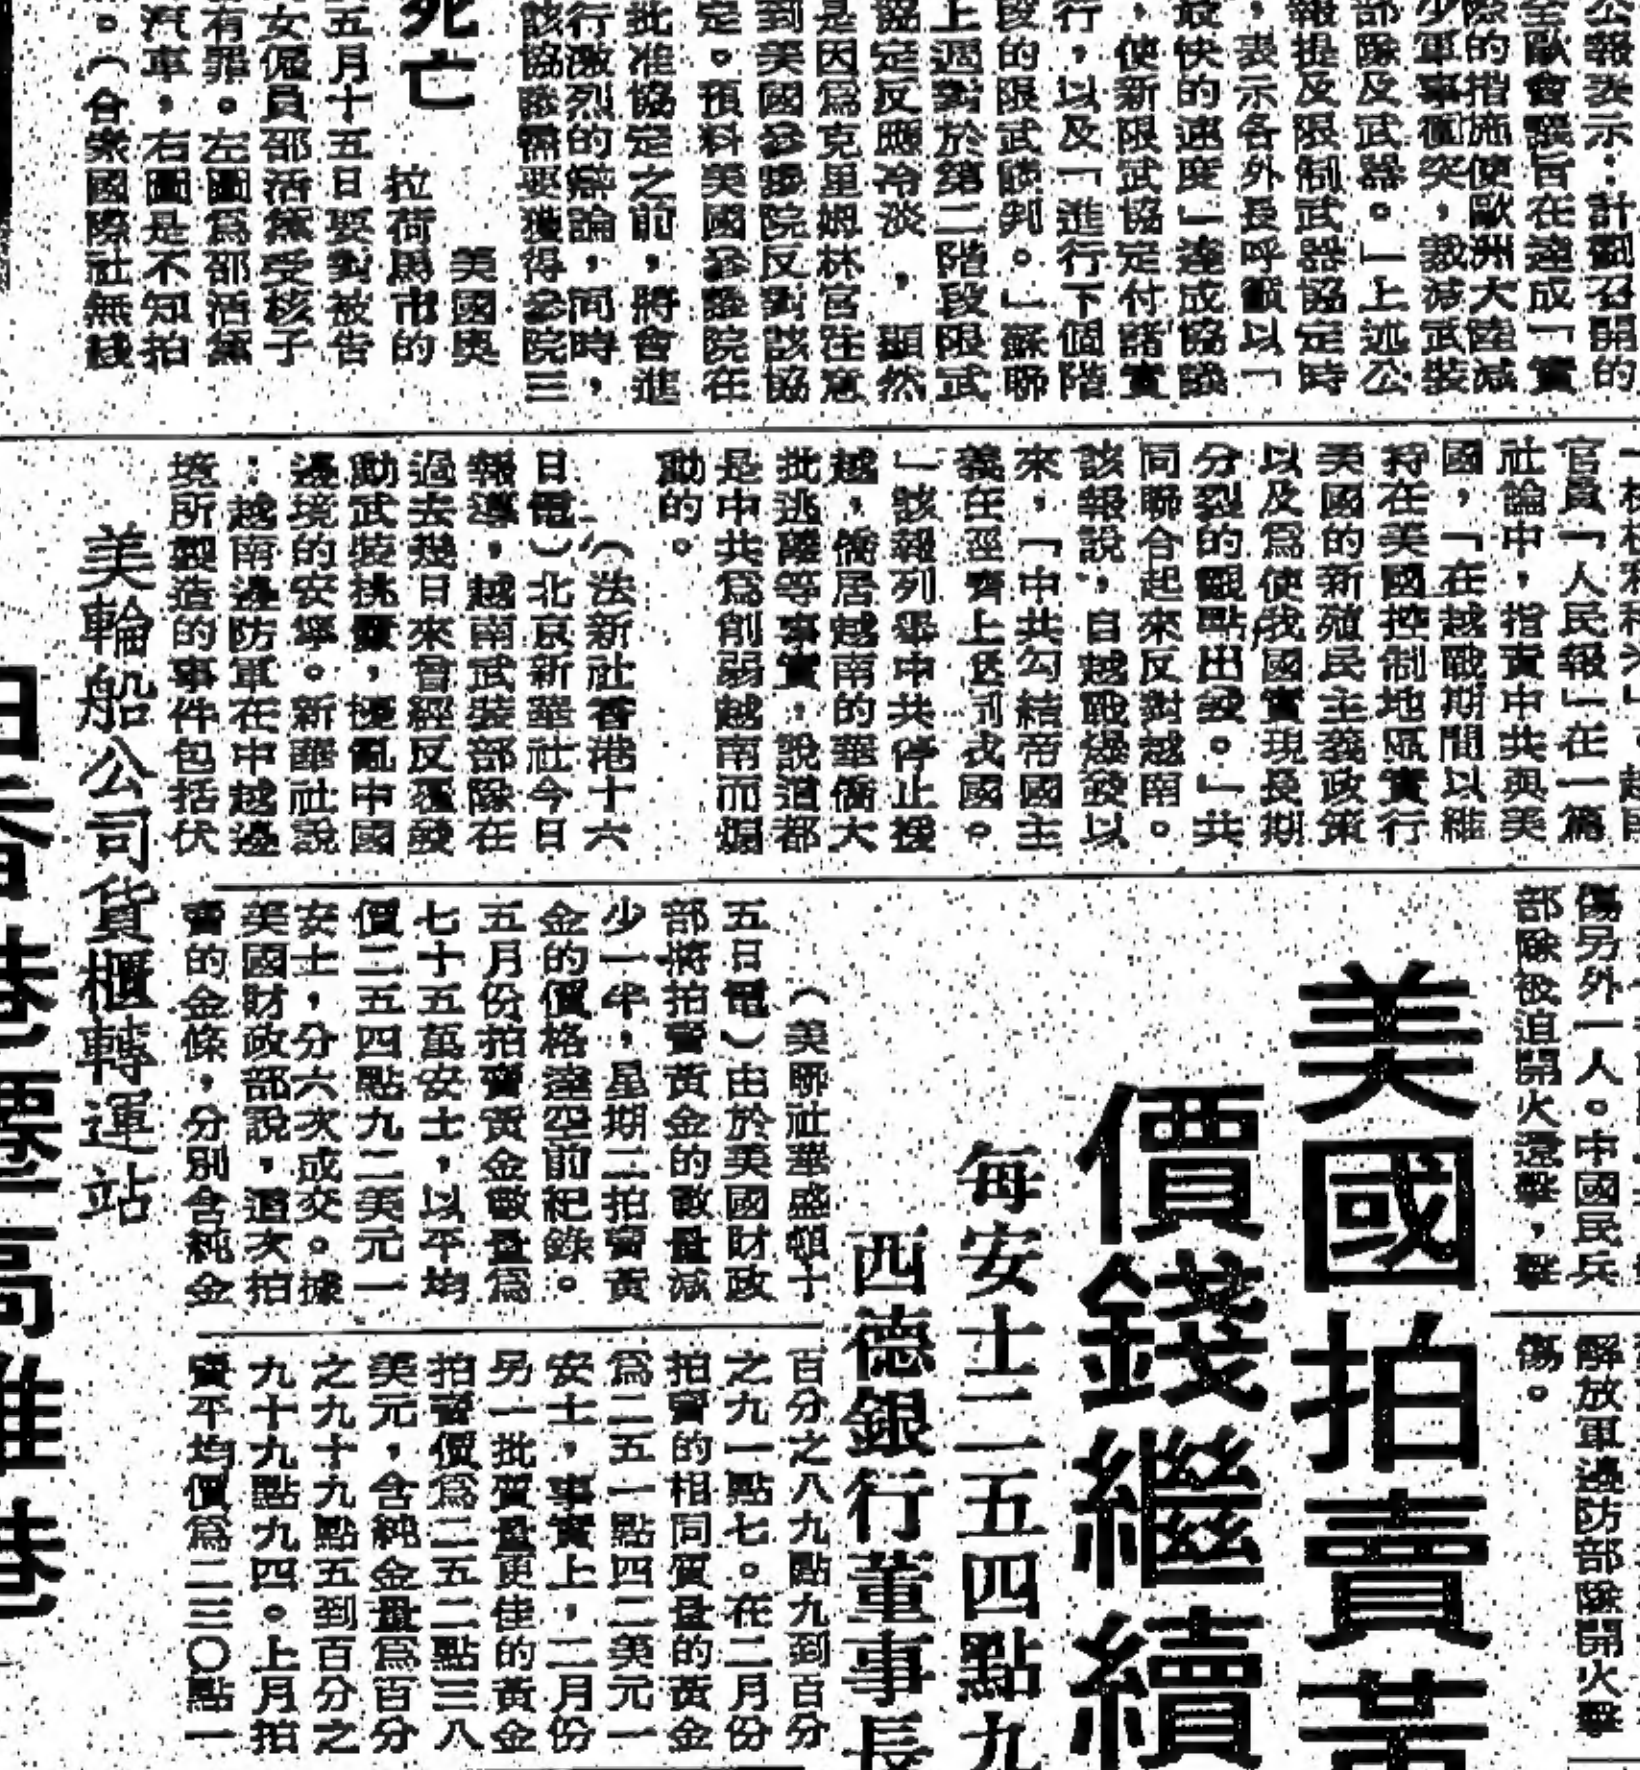 公報表示:計劃召開的
全歐會議旨在達成「實
際的措施使歐洲大陸減
少軍事衝突,裁減武裝
部隊及武器。」上述公
報提及限制武器協定時
,表示各外長呼籲以「
最快的速度」達成協議
,使新限武協定付諸實
行,以及「進行下個階
段的限武談判。」蘇聯
上週對於第二階段限武
協定反應冷淡,顯然
是因爲克里姆林宮注意
到美國參議院反對該協
定。預料美國參議院在
批准協定之前,將會進
行激烈的辯論,同時,
該協議需要獲得參院三
死亡
美國奧
拉荷馬市的
五月十五日要對被告
女僱員邵活黛受核子
有罪。左圖爲邵活黛
汽車,右圖是不知拍
。(合衆國際社無綫
官員「人民報」在一篇
社論中,指責中共與美
國,「在越戰期間以維
持在美國控制地區實行
美國的新殖民主義政策
以及爲使我國實現長期
分裂的觀點出發。」共
同聯合起來反對越南。
該報說,自越戰爆發以
來,「中共勾結帝國主
義在經濟上封鎖我國。
」該報列舉中共停止援
越,僑居越南的華僑大
批逃離等事實,說道都
是中共爲削弱越南而煽
動的。
(法新社香港十六
日電)北京新華社今日
報導,越南武裝部隊在
過去幾日來曾經反覆發
動武裝挑釁,擾亂中國
邊境的安寧。新華社說
:越南邊防軍在中越邊
境所製造的事件包括伏
傷另外一人。中國民兵
部隊被迫開火還擊,擊
解放軍邊防部隊開火擊
傷。
美國拍賣黃
價錢繼續
每安士二五四點九
西德銀行董事長
(美聯社華盛頓十
五日電)由於美國財政
部將拍賣黃金的數量減
少一半,星期二拍賣黃
金的價格達空前紀錄。
五月份拍賣黃金數量爲
七十五萬安士,以平均
價二五四點九二美元一
安士,分六次成交。據
美國財政部說,這次拍
賣的金條,分別含純金
百分之八九點九到百分
之九一點七。在二月份
拍賣的相同質量的黃金
爲二五一點四二美元一
安士,事實上,二月份
另一批質量更佳的黃金
拍賣價爲二五二點三八
美元,含純金量爲百分
之九十九點五到百分之
九十九點九四。上月拍
賣平均價爲二三〇點一
美輪船公司貨櫃轉運站
由香港遷高雄港